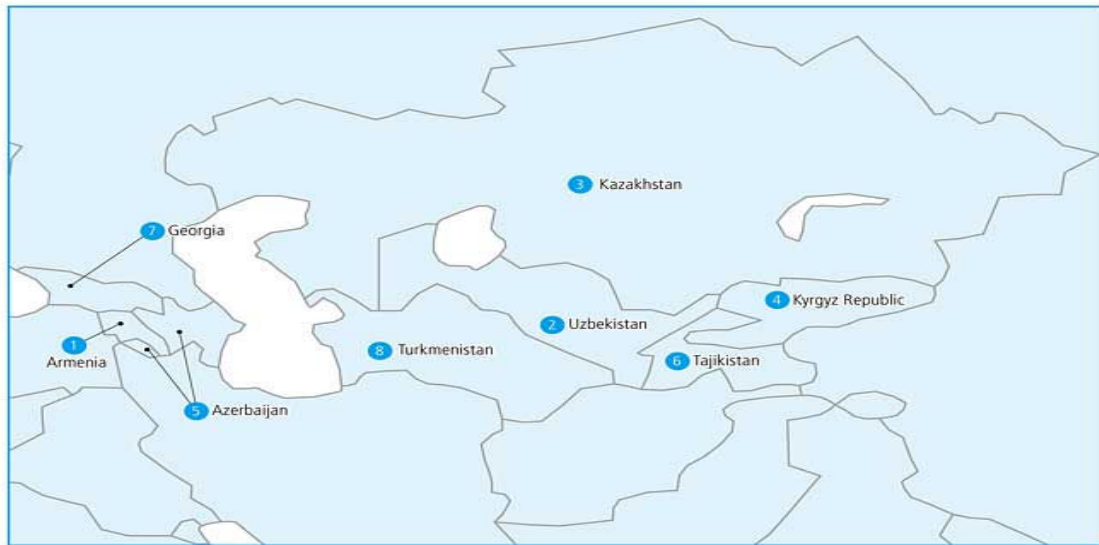 3 Kazakhstan
7 Georgia
4 Kyrgyz Republic
2 Uzbekistan
1
Armenia
8 Turkmenistan
6 Tajikistan
5 Azerbaijan